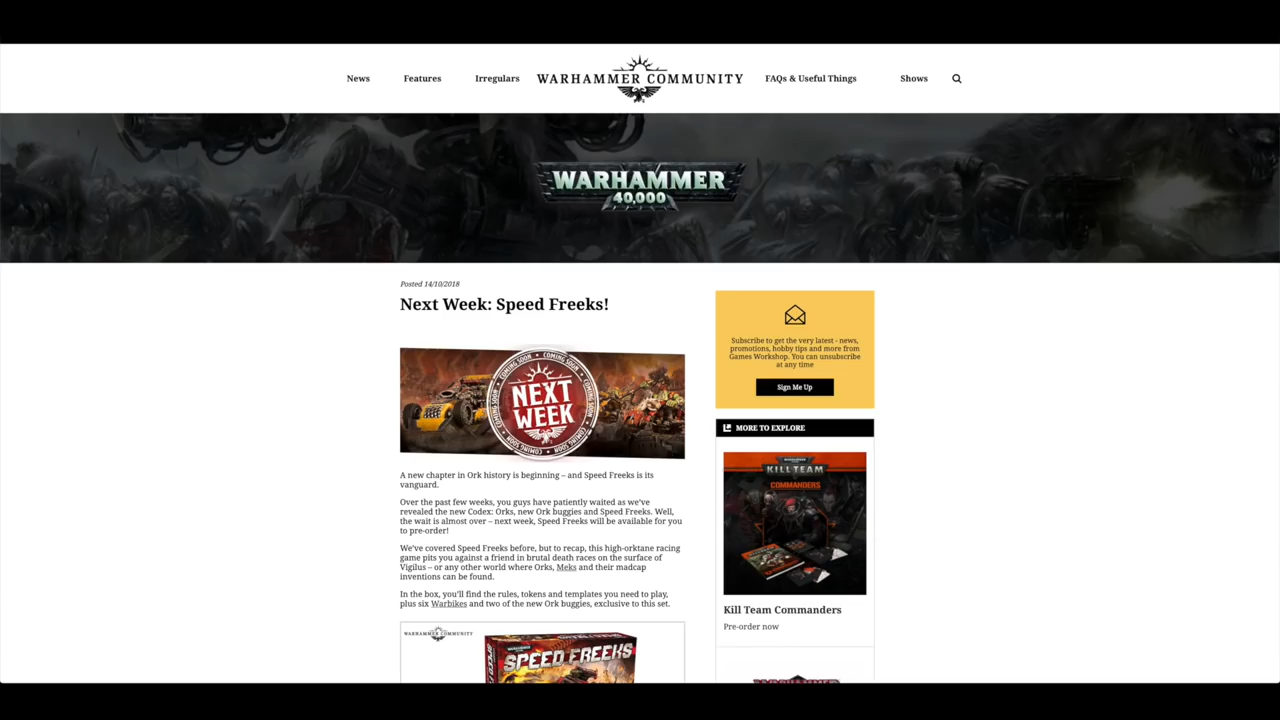 News
Features
Irregulars
WARHAMMER COMMUNITY
FAQs & Useful Things
Shows
WARHAMMER
40,000
Posted 14/10/2018
Next Week: Speed Freeks!
COMING SOON • COMING SOON • COMING SOON • COMING SOON
NEXT
WEEK
A new chapter in Ork history is beginning – and Speed Freeks is its
vanguard.
Over the past few weeks, you guys have patiently waited as we've
revealed the new Codex: Orks, new Ork buggies and Speed Freeks. Well,
the wait is almost over – next week, Speed Freeks will be available for you
to pre-order!
We've covered Speed Freeks before, but to recap, this high-orktane racing
game pits you against a friend in brutal death races on the surface of
Vigilus – or any other world where Orks, Meks and their madcap
inventions can be found.
In the box, you'll find the rules, tokens and templates you need to play,
plus six Warbikes and two of the new Ork buggies, exclusive to this set.
WARHAMMER COMMUNITY
SPEED FREEKS
Subscribe to get the very latest - news,
promotions, hobby tips and more from
Games Workshop. You can unsubscribe
at any time
Sign Me Up
MORE TO EXPLORE
KILL TEAM
COMMANDERS
Kill Team Commanders
Pre-order now